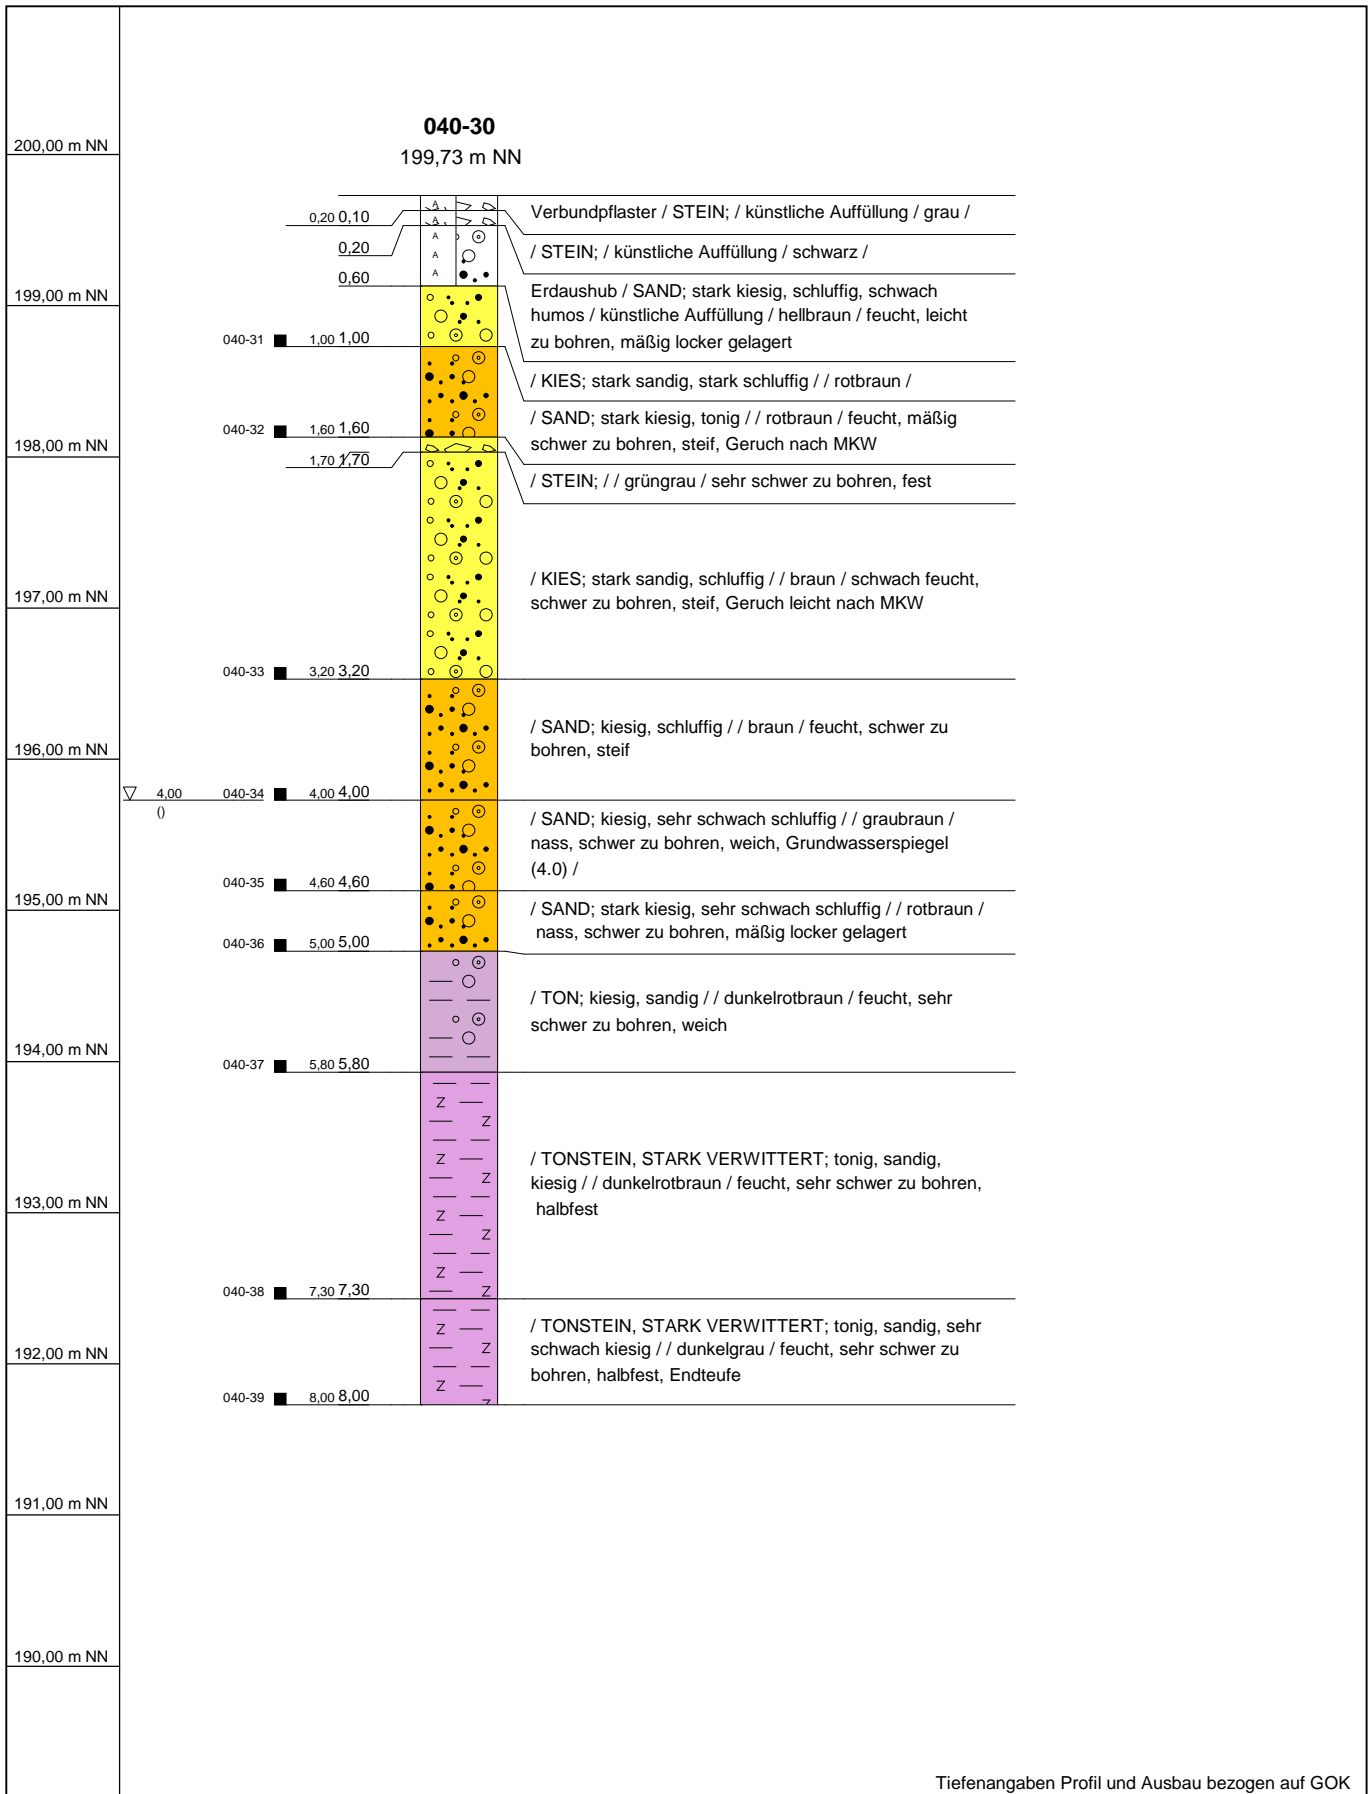 040-30
199,73 m NN
200,00 m NN
199,00 m NN
198,00 m NN
197,00 m NN
196,00 m NN
195,00 m NN
194,00 m NN
193,00 m NN
192,00 m NN
191,00 m NN
190,00 m NN
0,20 0,10
Verbundpflaster / STEIN; / künstliche Auffüllung / grau /
0,20
/ STEIN; / künstliche Auffüllung / schwarz /
0,60
Erdaushub / SAND; stark kiesig, schluffig, schwach
humos / künstliche Auffüllung / hellbraun / feucht, leicht
zu bohren, mäßig locker gelagert
A
A
A
A
A
040-31 1,00 1,00
/ KIES; stark sandig, stark schluffig / / rotbraun /
040-32 1,60 1,60
/ SAND; stark kiesig, tonig / / rotbraun / feucht, mäßig
schwer zu bohren, steif, Geruch nach MKW
1,70 1,70
/ STEIN; / / grüngrau / sehr schwer zu bohren, fest
/ KIES; stark sandig, schluffig / / braun / schwach feucht,
schwer zu bohren, steif, Geruch leicht nach MKW
040-33 3,20 3,20
/ SAND; kiesig, schluffig / / braun / feucht, schwer zu
bohren, steif
4,00 040-34 4,00 4,00
()
/ SAND; kiesig, sehr schwach schluffig / / graubraun /
nass, schwer zu bohren, weich, Grundwasserspiegel
(4.0) /
040-35 4,60 4,60
/ SAND; stark kiesig, sehr schwach schluffig / / rotbraun /
nass, schwer zu bohren, mäßig locker gelagert
040-36 5,00 5,00
/ TON; kiesig, sandig / / dunkelrotbraun / feucht, sehr
schwer zu bohren, weich
040-37 5,80 5,80
/ TONSTEIN, STARK VERWITTERT; tonig, sandig,
kiesig / / dunkelrotbraun / feucht, sehr schwer zu bohren,
halbfest
Z
Z
Z
Z
Z
Z
Z
Z
040-38 7,30 7,30
/ TONSTEIN, STARK VERWITTERT; tonig, sandig, sehr
schwach kiesig / / dunkelgrau / feucht, sehr schwer zu
bohren, halbfest, Endteufe
Z
Z
Z
Z
040-39 8,00 8,00
Tiefenangaben Profil und Ausbau bezogen auf GOK